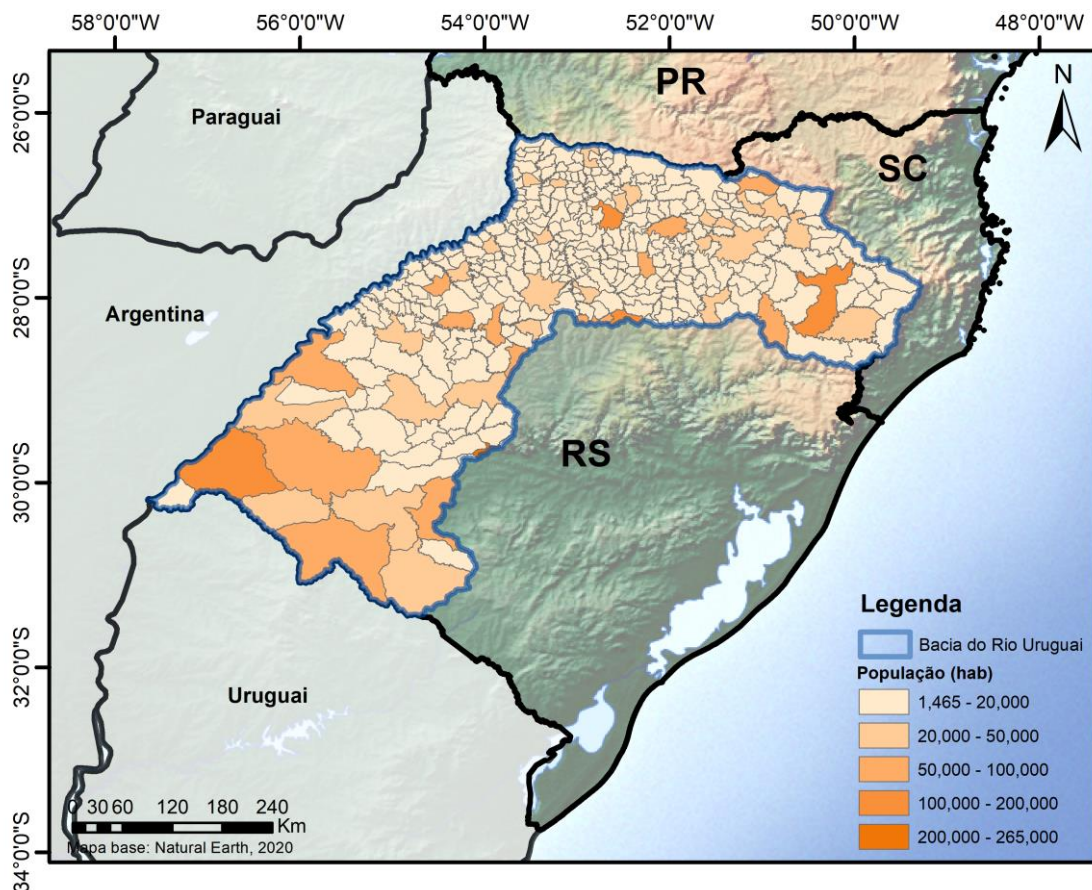 58°0'0"W 56°0'0"W 54°0'0"W 52°0'0"W 50°0'0"W 48°0'0"W
26°0'0"S
28°0'0"S
30°0'0"S
32°0'0"S
34°0'0"S
PR
N
Paraguai
SC
Argentina
RS
Uruguai
Legenda
Bacia do Rio Uruguai
População (hab)
1,465 - 20,000
20,000 - 50,000
50,000 - 100,000
100,000 - 200,000
200,000 - 265,000
0 30 60 120 180 240
Km
Mapa base: Natural Earth, 2020